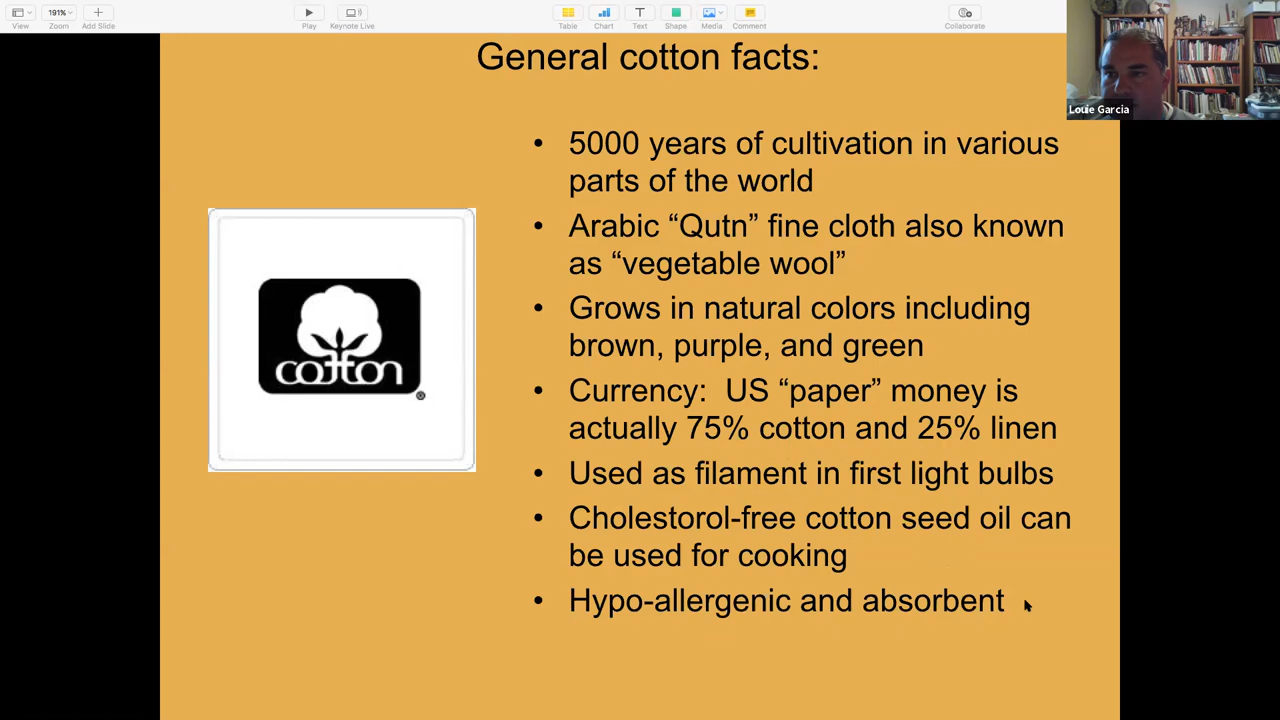 View
191%
Zoom
Add Slide
Play
Keynote Live
Table
Chart
Text
Shape
Media
Comment
Collaborate
Louie Garcia
General cotton facts:
• 5000 years of cultivation in various
parts of the world
• Arabic “Qutn” fine cloth also known
as “vegetable wool”
• Grows in natural colors including
brown, purple, and green
• Currency:  US “paper” money is
actually 75% cotton and 25% linen
• Used as filament in first light bulbs
• Cholestorol-free cotton seed oil can
be used for cooking
• Hypo-allergenic and absorbent
cotton
®